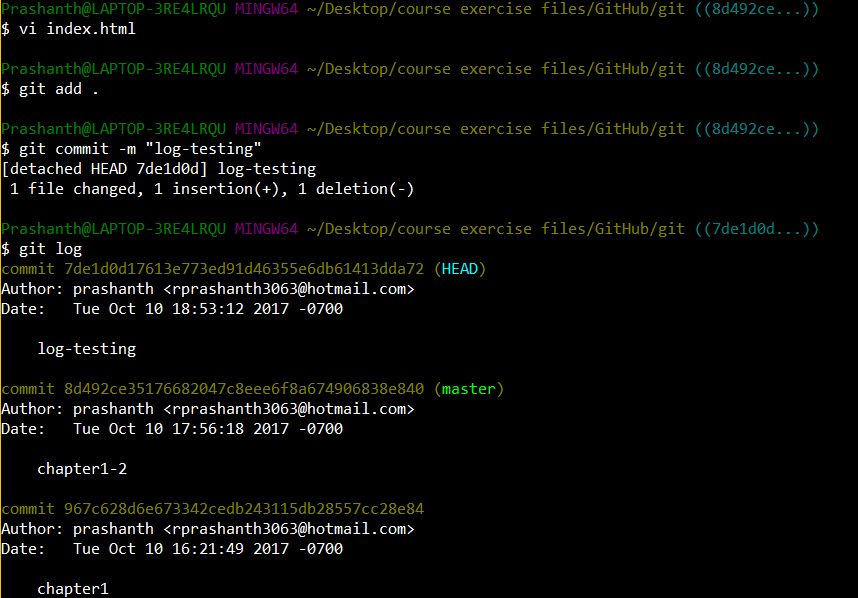 Prashanth@LAPTOP-3RE4LRQU MINGW64 ~/Desktop/course exercise files/GitHub/git ((8d492ce...))
$ vi index.html
Prashanth@LAPTOP-3RE4LRQU MINGW64 ~/Desktop/course exercise files/GitHub/git ((8d492ce...))
$ git add .
Prashanth@LAPTOP-3RE4LRQU MINGW64 ~/Desktop/course exercise files/GitHub/git ((8d492ce...))
$ git commit -m "log-testing"
[detached HEAD 7de1d0d] log-testing
 1 file changed, 1 insertion(+), 1 deletion(-)
Prashanth@LAPTOP-3RE4LRQU MINGW64 ~/Desktop/course exercise files/GitHub/git ((7de1d0d...))
$ git log
commit 7de1d0d17613e773ed91d46355e6db61413dda72 (HEAD)
Author: prashanth <rprashanth3063@hotmail.com>
Date:   Tue Oct 10 18:53:12 2017 -0700
    log-testing
commit 8d492ce35176682047c8eee6f8a674906838e840 (master)
Author: prashanth <rprashanth3063@hotmail.com>
Date:   Tue Oct 10 17:56:18 2017 -0700
    chapter1-2
commit 967c628d6e673342cedb243115db28557cc28e84
Author: prashanth <rprashanth3063@hotmail.com>
Date:   Tue Oct 10 16:21:49 2017 -0700
    chapter1